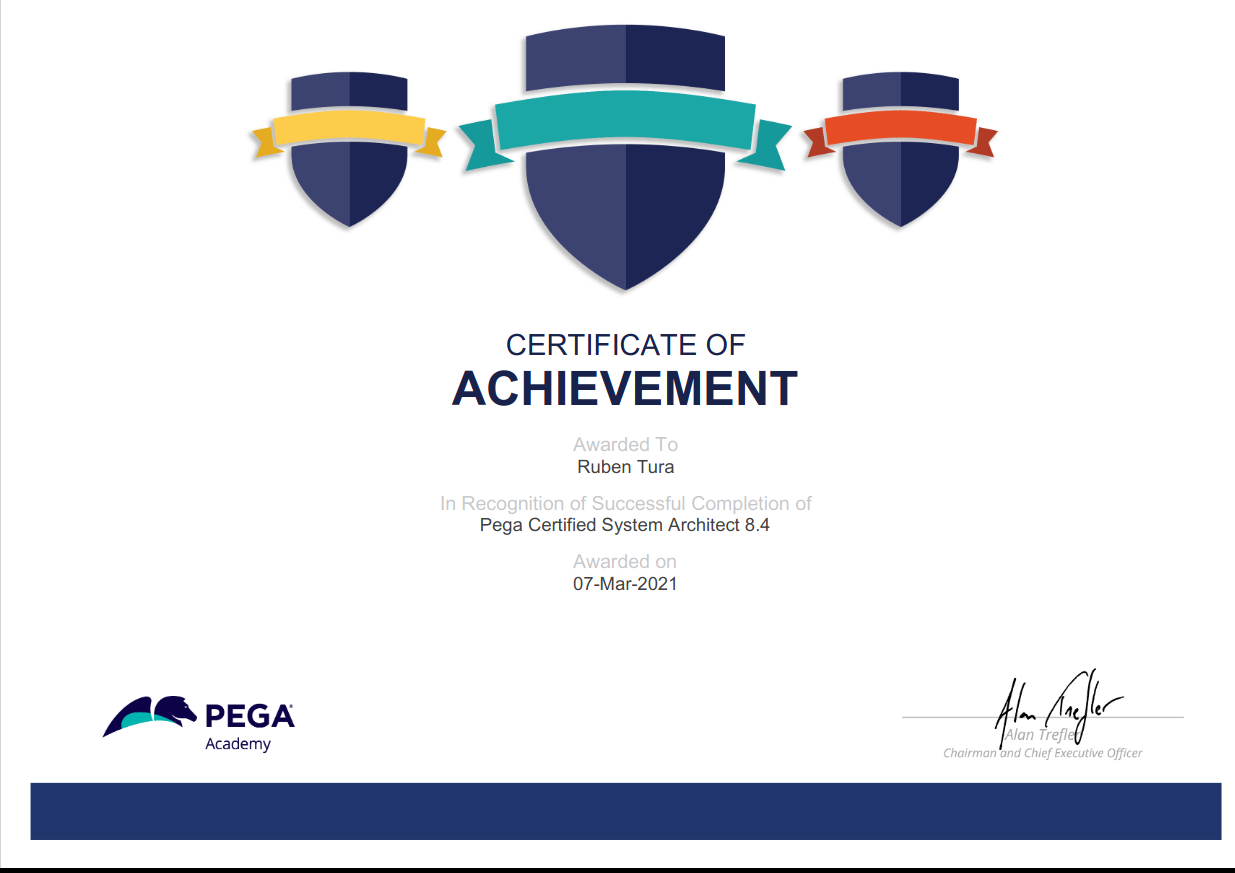 CERTIFICATE OF
ACHIEVEMENT
Awarded To
Ruben Tura
In Recognition of Successful Completion of
Pega Certified System Architect 8.4
Awarded on
07-Mar-2021
PEGA
Academy
Alan Trefler
Alan Trefler
Chairman and Chief Executive Officer